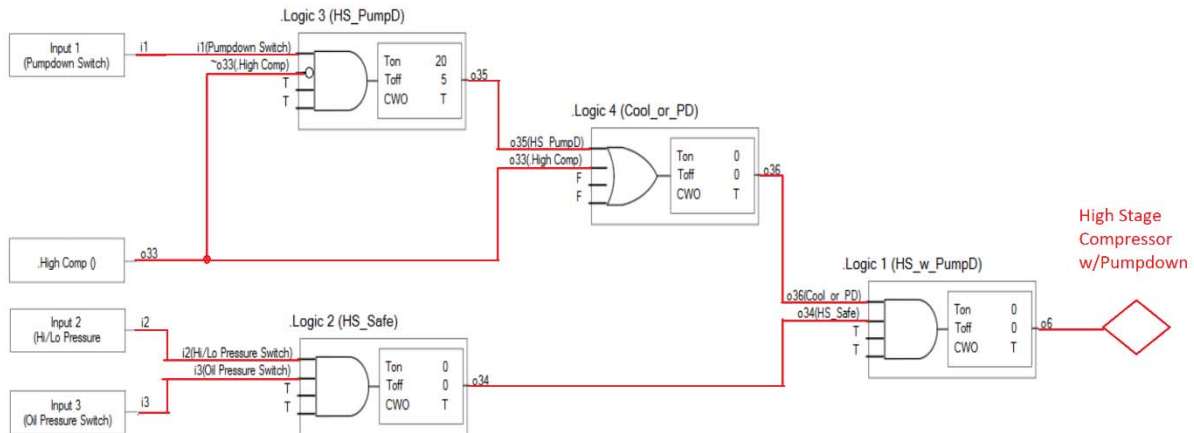 .Logic 3 (HS_PumpD)
Input 1
(Pumpdown Switch)
i1
i1(Pumpdown Switch)
~o33(.High Comp)
T
T
Ton 20
Toff 5
CWO T
o35
.Logic 4 (Cool_or_PD)
o35(HS_PumpD)
o33(.High Comp)
F
F
Ton 0
Toff 0
CWO T
o36
.High Comp ()
o33
High Stage
Compressor
w/Pumpdown
.Logic 1 (HS_w_PumpD)
o36(Cool_or_PD)
o34(HS_Safe)
T
T
Ton 0
Toff 0
CWO T
o6
Input 2
(Hi/Lo Pressure
i2
.Logic 2 (HS_Safe)
i2(Hi/Lo Pressure Switch)
i3(Oil Pressure Switch)
T
T
Ton 0
Toff 0
CWO T
o34
Input 3
(Oil Pressure Switch)
i3